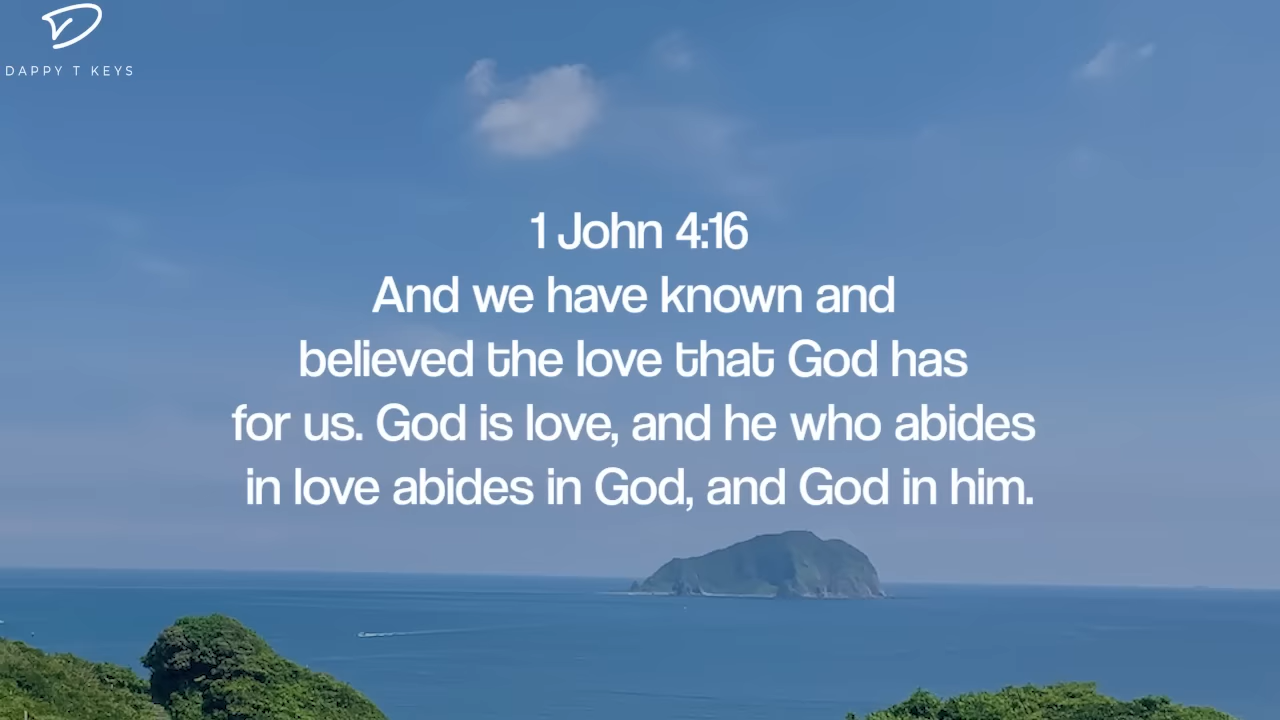 DAPPY T KEYS
1 John 4:16
And we have known and
believed the love that God has
for us. God is love, and he who abides
in love abides in God, and God in him.